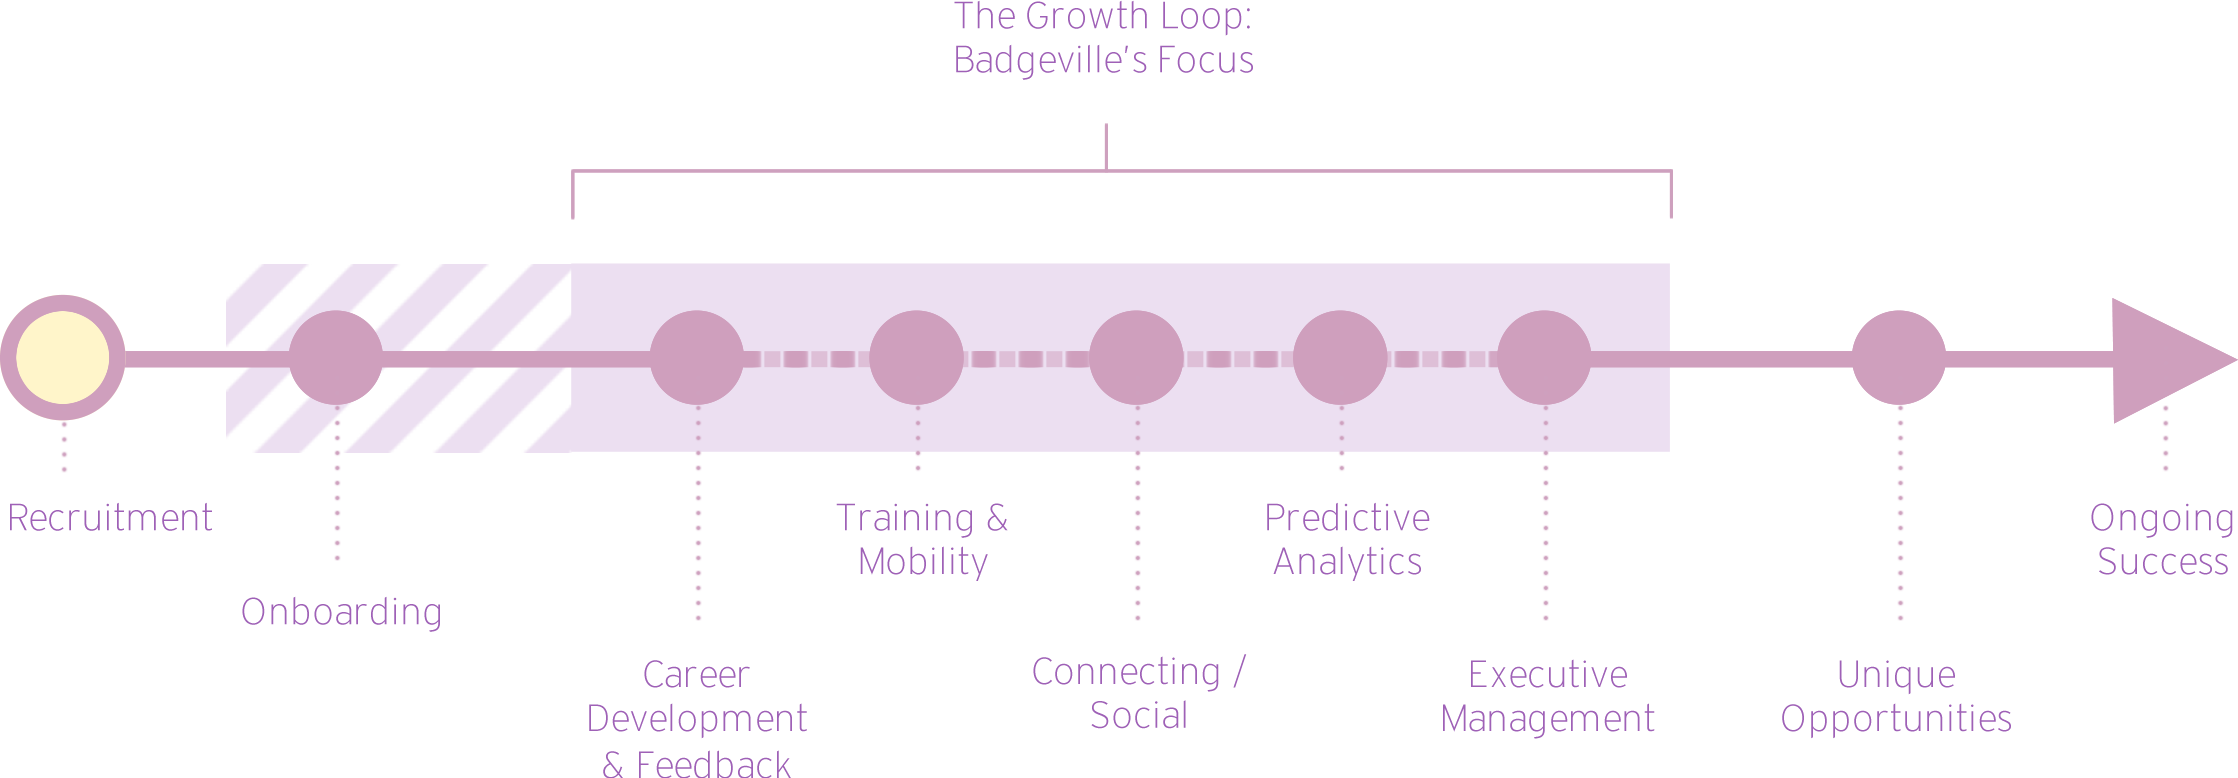 The Growth Loop:
Badgeville's Focus
Recruitment
Onboarding
Career
Development
& Feedback
Training &
Mobility
Connecting /
Social
Predictive
Analytics
Executive
Management
Unique
Opportunities
Ongoing
Success